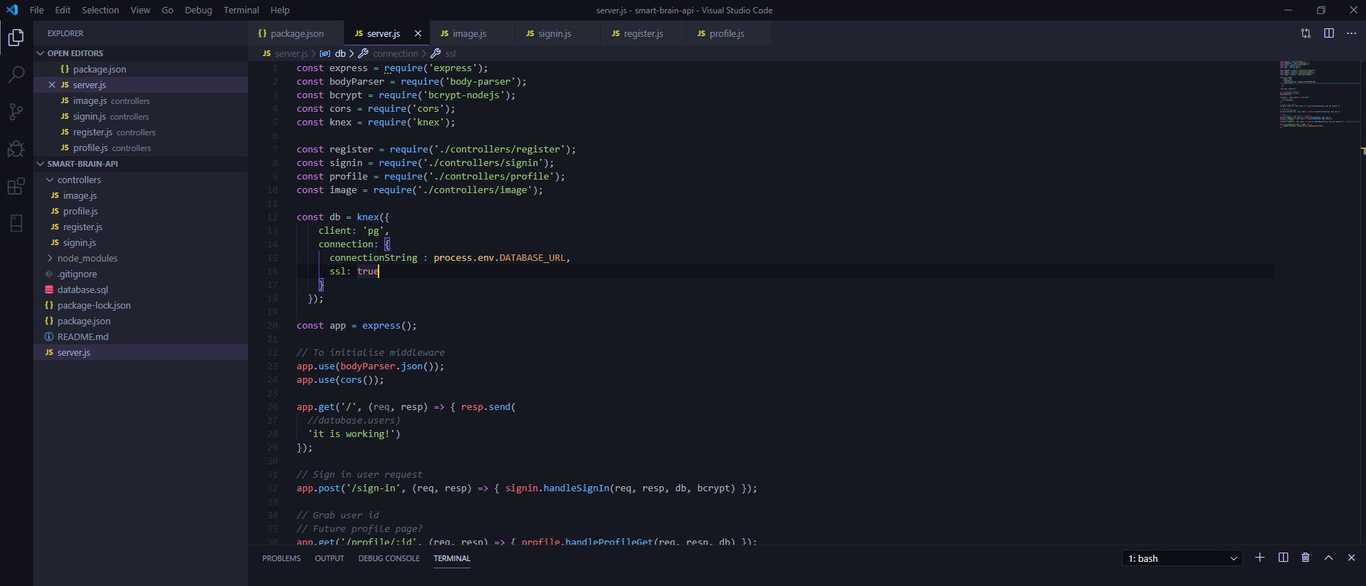 File Edit Selection View Go Debug Terminal Help
server.js - smart-brain-api - Visual Studio Code
EXPLORER
OPEN EDITORS
{} package.json
JS server.js
JS image.js controllers
JS signin.js controllers
JS register.js controllers
JS profile.js controllers
SMART-BRAIN-API
controllers
JS image.js
JS profile.js
JS register.js
JS signin.js
node_modules
.gitignore
database.sql
{} package-lock.json
{} package.json
README.md
JS server.js
{} package.json JS server.js JS image.js JS signin.js JS register.js JS profile.js
JS server.js > db > connection > ssl
1 const express = require('express');
2 const bodyParser = require('body-parser');
3 const bcrypt = require('bcrypt-nodejs');
4 const cors = require('cors');
5 const knex = require('knex');
6
7 const register = require('./controllers/register');
8 const signin = require('./controllers/signin');
9 const profile = require('./controllers/profile');
10 const image = require('./controllers/image');
11
12 const db = knex({
13 client: 'pg',
14 connection: {
15 connectionString : process.env.DATABASE_URL,
16 ssl: true
17 }
18 });
19
20 const app = express();
21
22 // To initialise middleware
23 app.use(bodyParser.json());
24 app.use(cors());
25
26 app.get('/', (req, resp) => { resp.send(
27 //database.users)
28 'it is working!')
29 });
30
31 // Sign in user request
32 app.post('/sign-in', (req, resp) => { signin.handleSignIn(req, resp, db, bcrypt) });
33
34 // Grab user id
35 // Future profile page?
36 app.get('/profile/:id', (req, resp) => { profile.handleProfileGet(req, resp, db) });
PROBLEMS OUTPUT DEBUG CONSOLE TERMINAL
1: bash